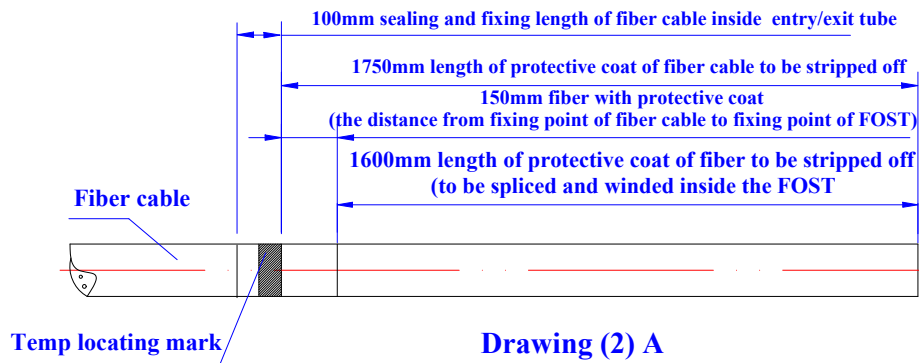 100mm sealing and fixing length of fiber cable inside entry/exit tube
1750mm length of protective coat of fiber cable to be stripped off
150mm fiber with protective coat
(the distance from fixing point of fiber cable to fixing point of FOST)
1600mm length of protective coat of fiber to be stripped off
(to be spliced and winded inside the FOST
Fiber cable
Temp locating mark
Drawing (2) A